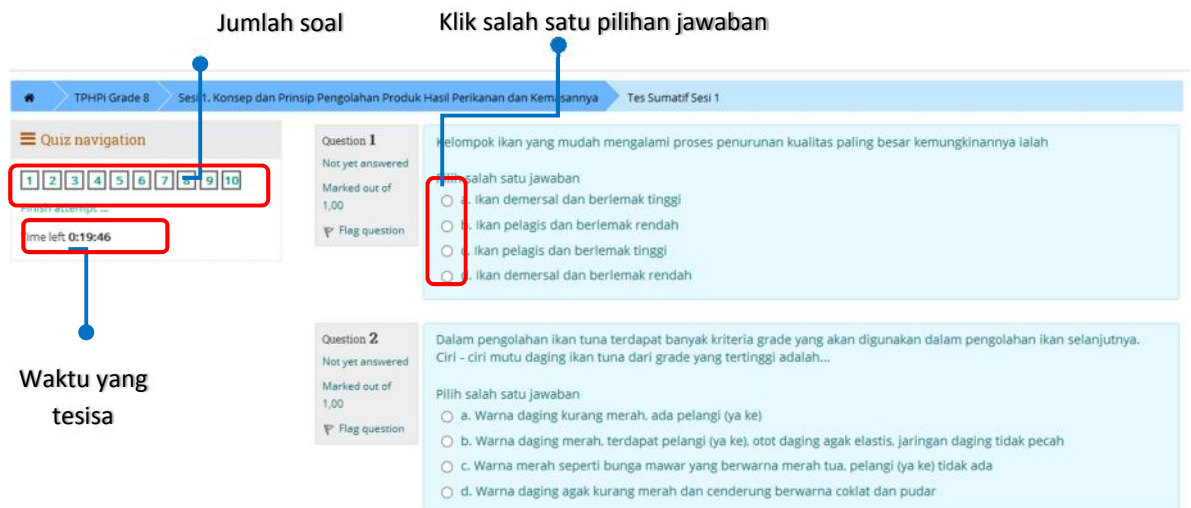 Jumlah soal
Klik salah satu pilihan jawaban
TPHPi Grade 8
Sesi 1. Konsep dan Prinsip Pengolahan Produk Hasil Perikanan dan Kemasannya
Tes Sumatif Sesi 1
Quiz navigation
1 2 3 4 5 6 7 8 9 10
Finish attempt ...
Time left 0:19:46
Waktu yang
tesisa
Question 1
Not yet answered
Marked out of
1,00
Flag question
Kelompok ikan yang mudah mengalami proses penurunan kualitas paling besar kemungkinannya ialah
Pilih salah satu jawaban
a. Ikan demersal dan berlemak tinggi
b. Ikan pelagis dan berlemak rendah
c. Ikan pelagis dan berlemak tinggi
d. Ikan demersal dan berlemak rendah
Question 2
Not yet answered
Marked out of
1,00
Flag question
Dalam pengolahan ikan tuna terdapat banyak kriteria grade yang akan digunakan dalam pengolahan ikan selanjutnya.
Ciri - ciri mutu daging ikan tuna dari grade yang tertinggi adalah...
Pilih salah satu jawaban
a. Warna daging kurang merah, ada pelangi (ya ke)
b. Warna daging merah, terdapat pelangi (ya ke), otot daging agak elastis, jaringan daging tidak pecah
c. Warna merah seperti bunga mawar yang berwarna merah tua, pelangi (ya ke) tidak ada
d. Warna daging agak kurang merah dan cenderung berwarna coklat dan pudar